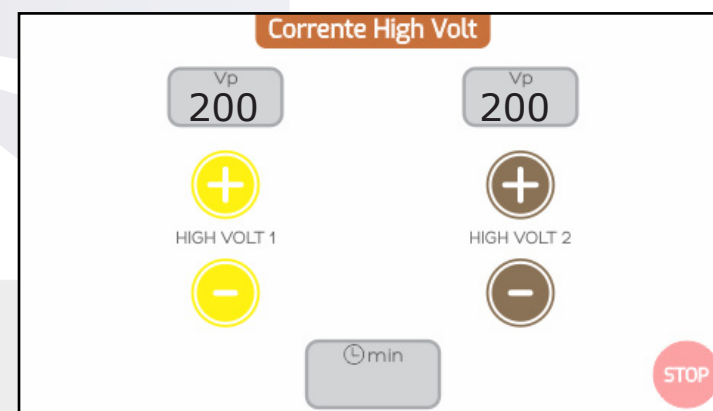 Corrente High Volt
Vp Vp
200 200
+ +
HIGH VOLT 1 HIGH VOLT 2
- -
min
STOP